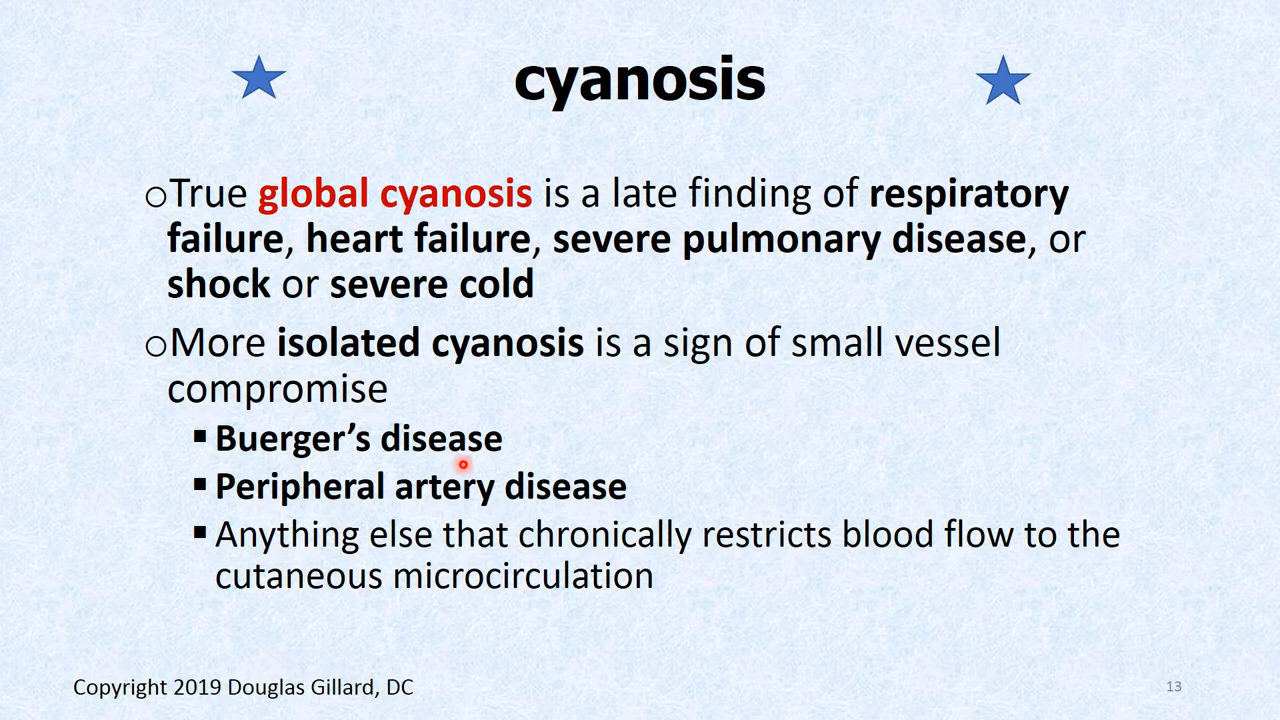 cyanosis
○True global cyanosis is a late finding of respiratory
failure, heart failure, severe pulmonary disease, or
shock or severe cold
○More isolated cyanosis is a sign of small vessel
compromise
▪Buerger’s disease
▪Peripheral artery disease
▪Anything else that chronically restricts blood flow to the
cutaneous microcirculation
Copyright 2019 Douglas Gillard, DC
13